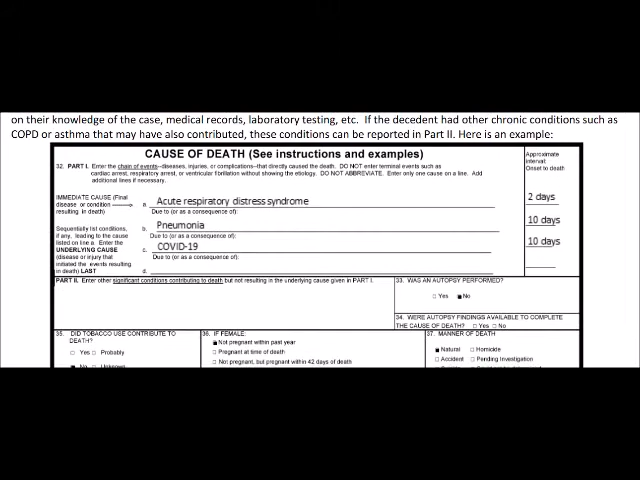 on their knowledge of the case, medical records, laboratory testing, etc. If the decedent had other chronic conditions such as
COPD or asthma that may have also contributed, these conditions can be reported in Part II. Here is an example:
CAUSE OF DEATH (See instructions and examples)
32. PART I. Enter the chain of events--diseases, injuries, or complications--that directly caused the death. DO NOT enter terminal events such as
cardiac arrest, respiratory arrest, or ventricular fibrillation without showing the etiology. DO NOT ABBREVIATE. Enter only one cause on a line. Add
additional lines if necessary.
Approximate
interval:
Onset to death
IMMEDIATE CAUSE (Final
disease or condition
resulting in death)
a. Acute respiratory distress syndrome
2 days
Due to (or as a consequence of):
Sequentially list conditions,
if any, leading to the cause
listed on line a. Enter the
UNDERLYING CAUSE
(disease or injury that
initiated the events resulting
in death) LAST
b. Pneumonia
10 days
Due to (or as a consequence of):
c. COVID-19
10 days
Due to (or as a consequence of):
d.
PART II. Enter other significant conditions contributing to death but not resulting in the underlying cause given in PART I.
33. WAS AN AUTOPSY PERFORMED?
Yes No
34. WERE AUTOPSY FINDINGS AVAILABLE TO COMPLETE
THE CAUSE OF DEATH? Yes No
35. DID TOBACCO USE CONTRIBUTE TO
DEATH?
Yes Probably
No Unknown
36. IF FEMALE:
Not pregnant within past year
Pregnant at time of death
Not pregnant, but pregnant within 42 days of death
37. MANNER OF DEATH
Natural Homicide
Accident Pending Investigation